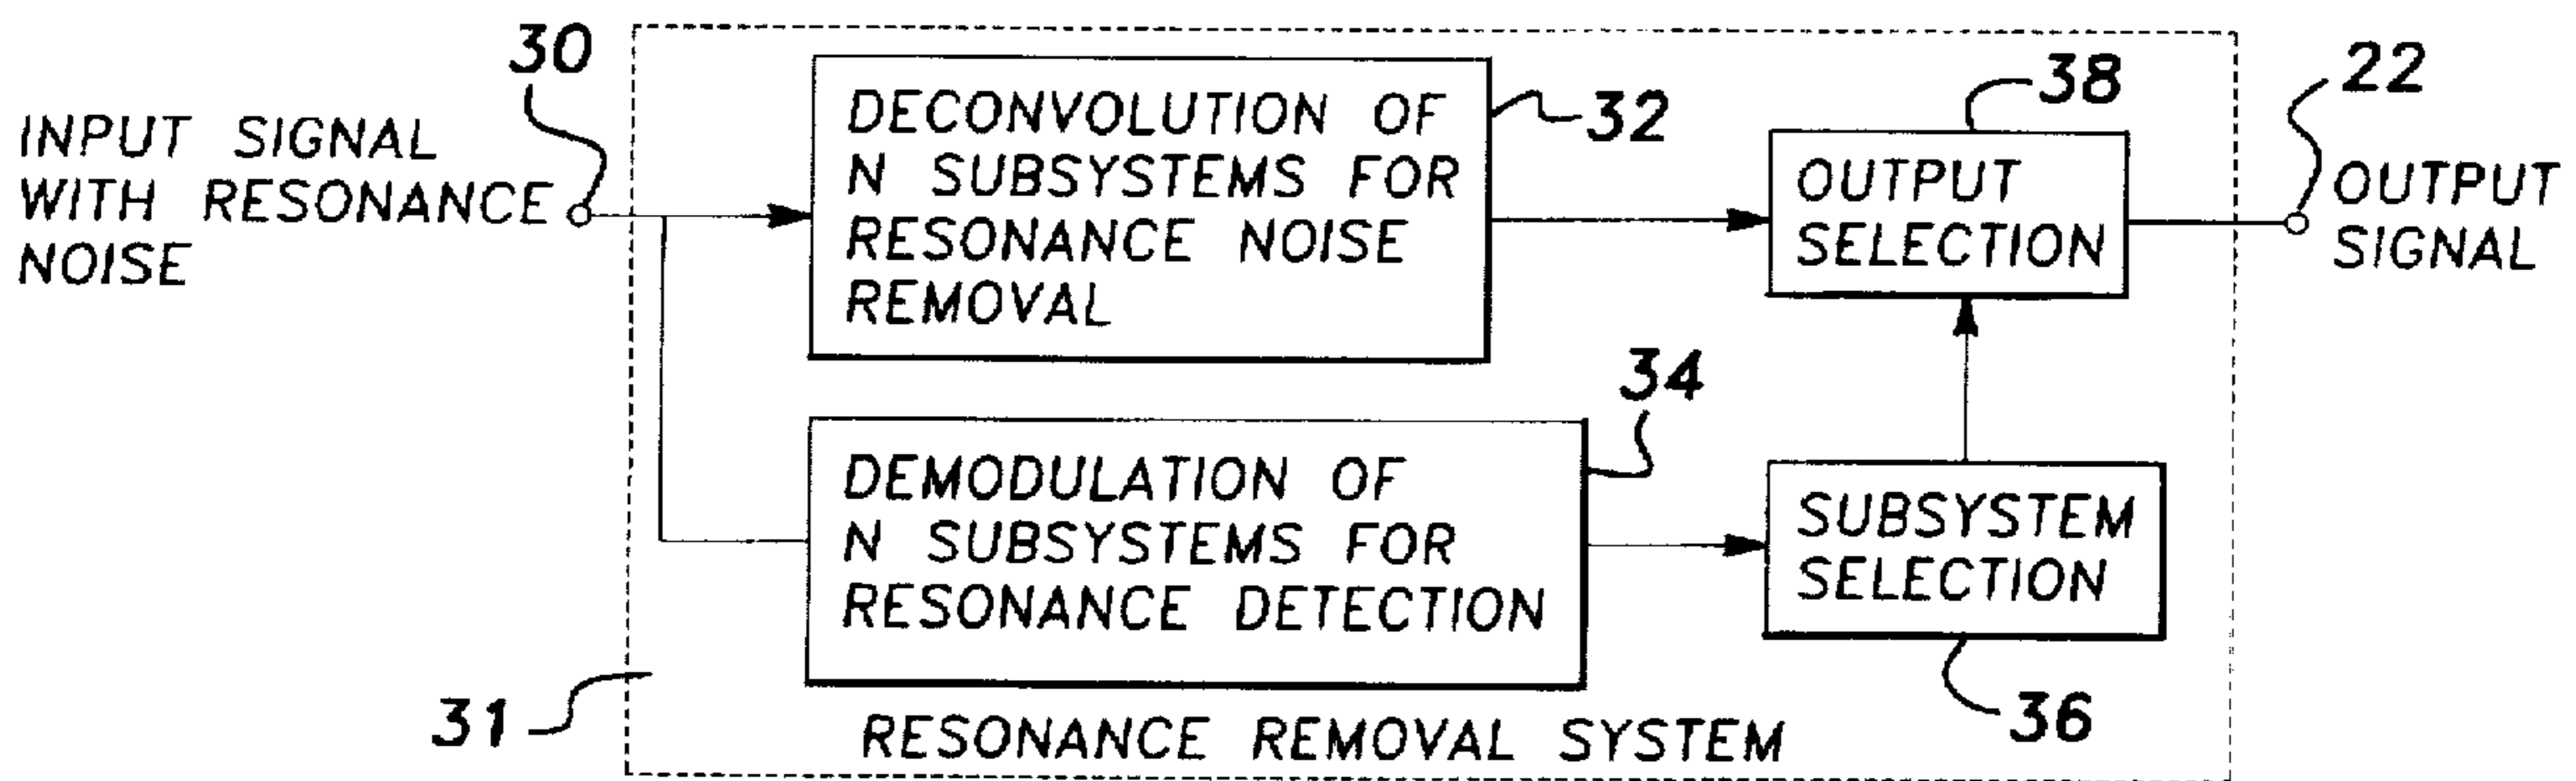 30
INPUT SIGNAL
WITH RESONANCE
NOISE
DECONVOLUTION OF
N SUBSYSTEMS FOR
RESONANCE NOISE
REMOVAL
32
38
OUTPUT
SELECTION
22
OUTPUT
SIGNAL
34
DEMODULATION OF
N SUBSYSTEMS FOR
RESONANCE DETECTION
SUBSYSTEM
SELECTION
36
31
RESONANCE REMOVAL SYSTEM